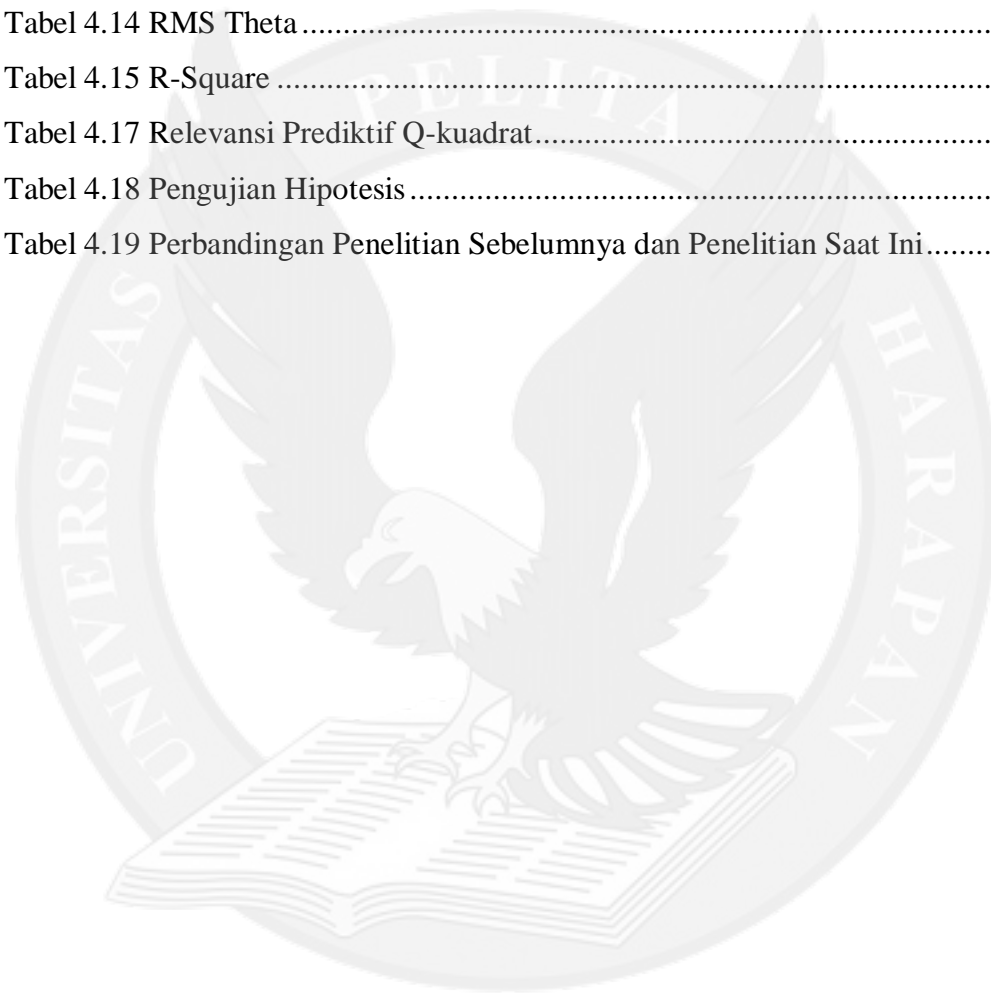 Tabel 4.14 RMS Theta........................................................................................
Tabel 4.15 R-Square ........................................................................................
Tabel 4.17 Relevansi Prediktif Q-kuadrat........................................................
Tabel 4.18 Pengujian Hipotesis........................................................................
Tabel 4.19 Perbandingan Penelitian Sebelumnya dan Penelitian Saat Ini........
UNIVERSITAS PELITA HARAPAN